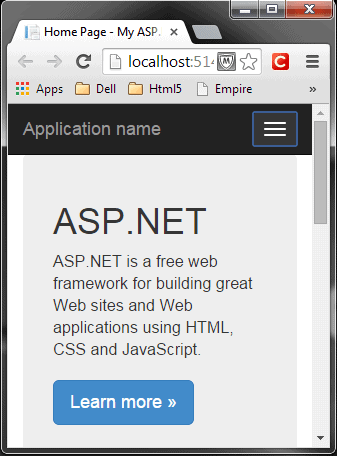 Home Page - My ASP.
localhost:514
Apps Dell Html5 Empire »
Application name
ASP.NET
ASP.NET is a free web
framework for building great
Web sites and Web
applications using HTML,
CSS and JavaScript.
Learn more »